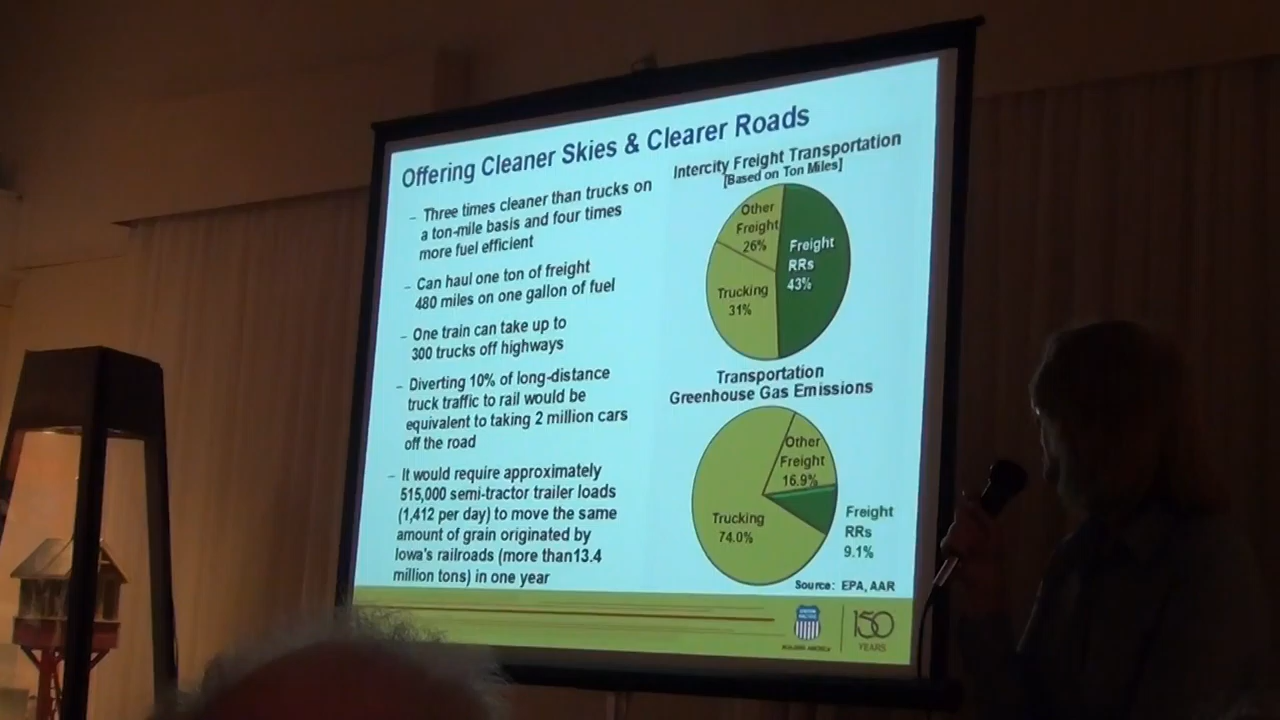 Offering Cleaner Skies & Clearer Roads
– Three times cleaner than trucks on
a ton-mile basis and four times
more fuel efficient
– Can haul one ton of freight
480 miles on one gallon of fuel
– One train can take up to
300 trucks off highways
– Diverting 10% of long-distance
truck traffic to rail would be
equivalent to taking 2 million cars
off the road
– It would require approximately
515,000 semi-tractor trailer loads
(1,412 per day) to move the same
amount of grain originated by
Iowa's railroads (more than13.4
million tons) in one year
Intercity Freight Transportation
[Based on Ton Miles]
Other
Freight
26%
Freight
RRs
43%
Trucking
31%
Transportation
Greenhouse Gas Emissions
Other
Freight
16.9%
Trucking
74.0%
Freight
RRs
9.1%
Source: EPA, AAR
UNION
PACIFIC
BUILDING AMERICA
150
YEARS